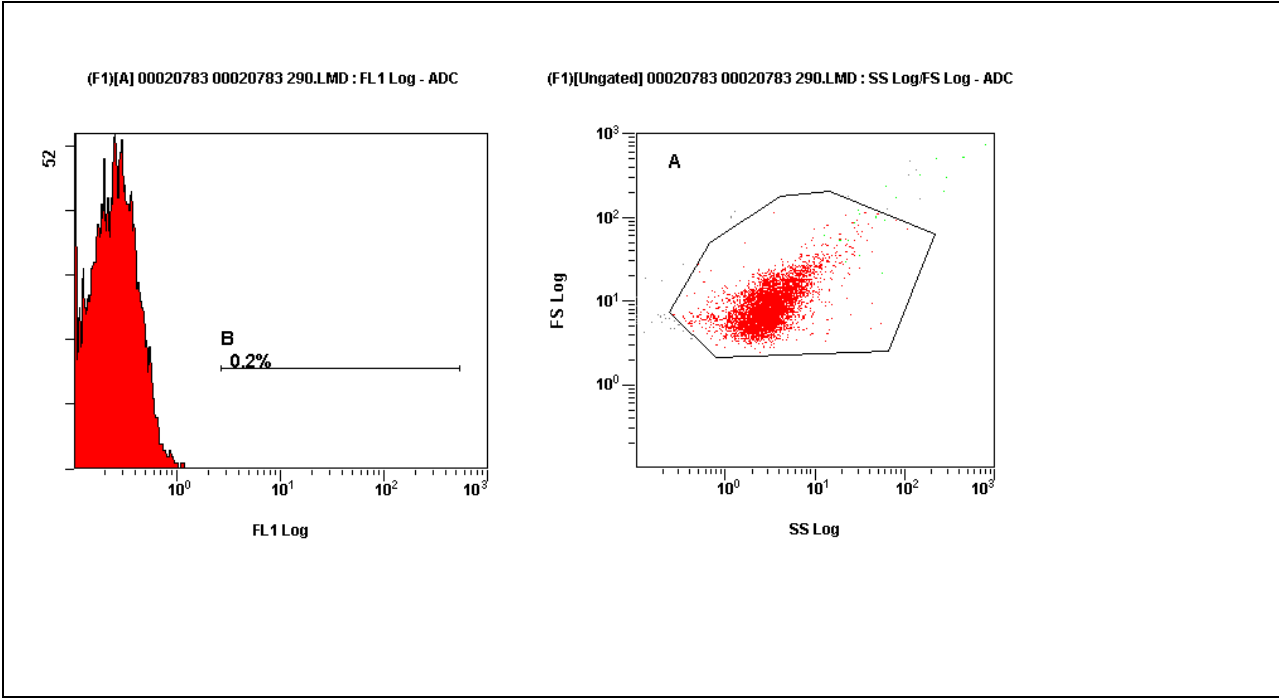 (F1)[A] 00020783 00020783 290.LMD : FL1 Log - ADC
52
B
0.2%
10⁰ 10¹ 10² 10³
FL1 Log
(F1)[Ungated] 00020783 00020783 290.LMD : SS Log/FS Log - ADC
A
10³
10²
10¹
10⁰
FS Log
10⁰ 10¹ 10² 10³
SS Log